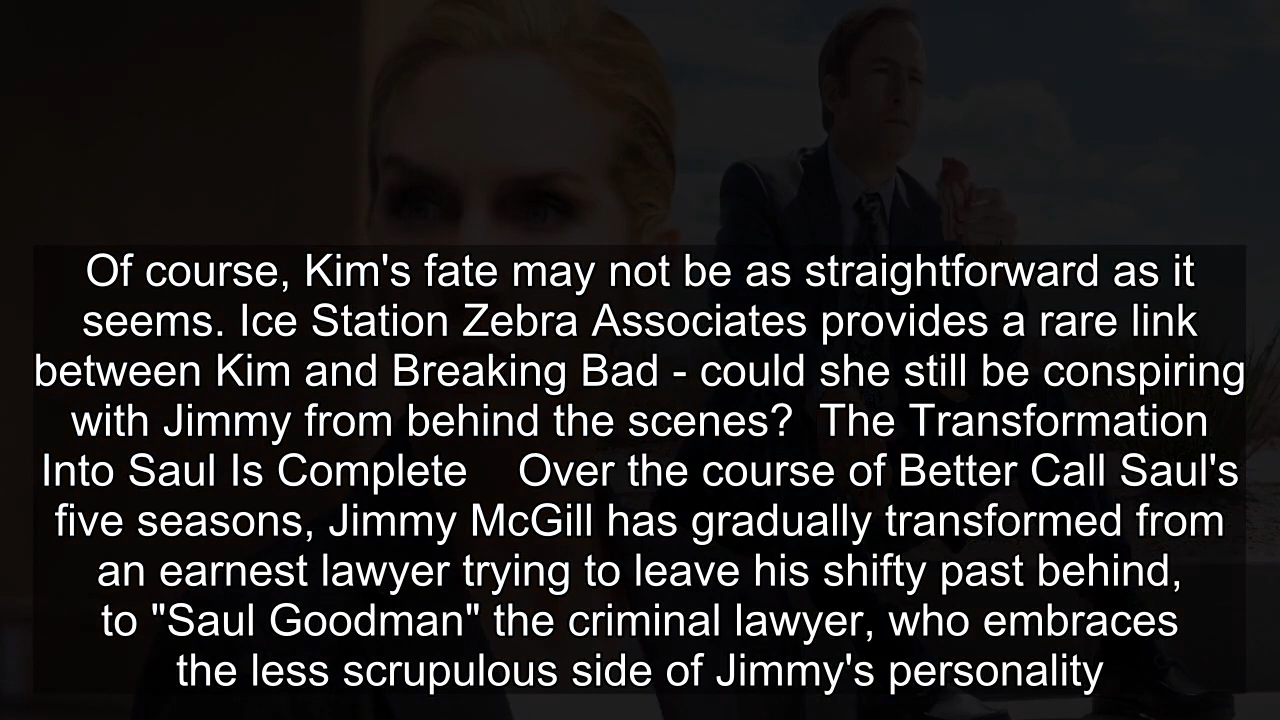 Of course, Kim's fate may not be as straightforward as it
seems. Ice Station Zebra Associates provides a rare link
between Kim and Breaking Bad - could she still be conspiring
with Jimmy from behind the scenes?  The Transformation
Into Saul Is Complete    Over the course of Better Call Saul's
five seasons, Jimmy McGill has gradually transformed from
an earnest lawyer trying to leave his shifty past behind,
to "Saul Goodman" the criminal lawyer, who embraces
the less scrupulous side of Jimmy's personality